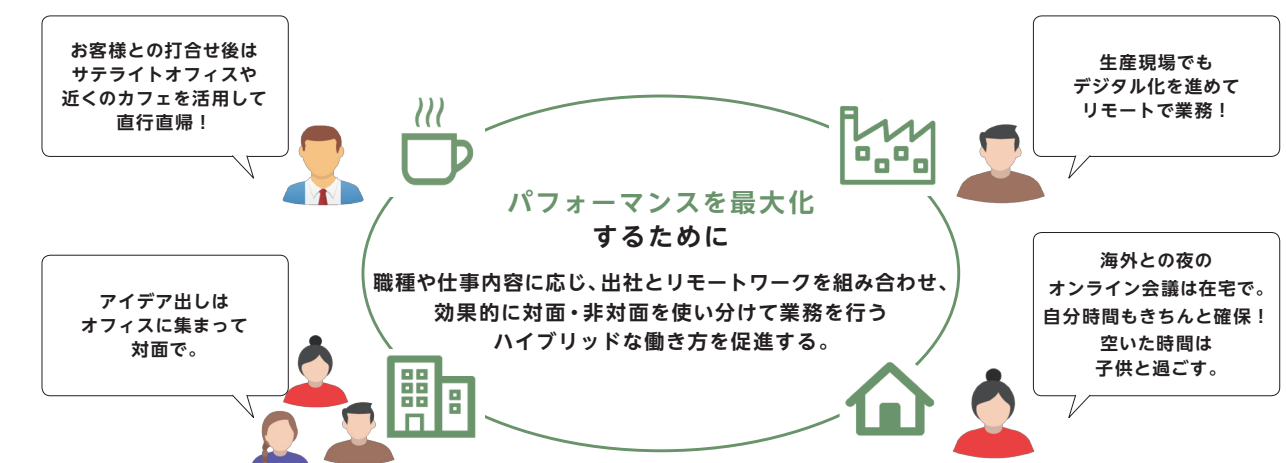 お客様との打合せ後は
サテライトオフィスや
近くのカフェを活用して
直行直帰！
生産現場でも
デジタル化を進めて
リモートで業務！
パフォーマンスを最大化
するために
職種や仕事内容に応じ、出社とリモートワークを組み合わせ、
効果的に対面・非対面を使い分けて業務を行う
ハイブリッドな働き方を促進する。
アイデア出しは
オフィスに集まって
対面で。
海外との夜の
オンライン会議は在宅で。
自分時間もきちんと確保！
空いた時間は
子供と過ごす。